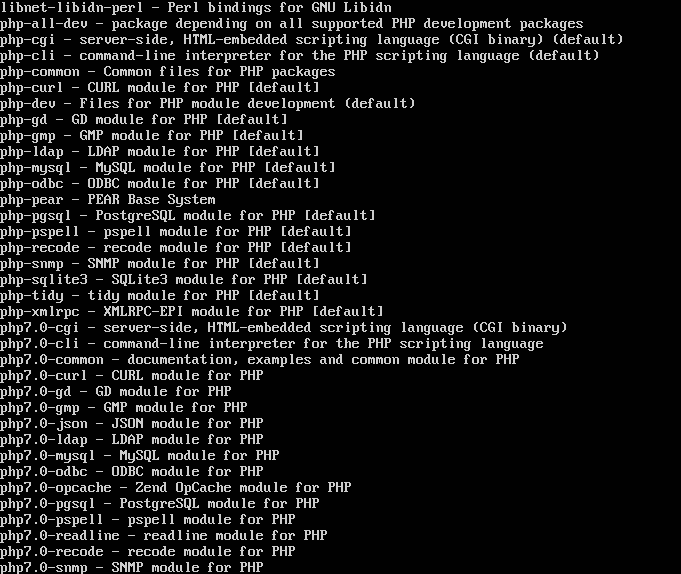 libnet-libidn-perl - Perl bindings for GNU Libidn
php-all-dev - package depending on all supported PHP development packages
php-cgi - server-side, HTML-embedded scripting language (CGI binary) (default)
php-cli - command-line interpreter for the PHP scripting language (default)
php-common - Common files for PHP packages
php-curl - CURL module for PHP [default]
php-dev - Files for PHP module development (default)
php-gd - GD module for PHP [default]
php-gmp - GMP module for PHP [default]
php-ldap - LDAP module for PHP [default]
php-mysql - MySQL module for PHP [default]
php-odbc - ODBC module for PHP [default]
php-pear - PEAR Base System
php-pgsql - PostgreSQL module for PHP [default]
php-pspell - pspell module for PHP [default]
php-recode - recode module for PHP [default]
php-snmp - SNMP module for PHP [default]
php-sqlite3 - SQLite3 module for PHP [default]
php-tidy - tidy module for PHP [default]
php-xmlrpc - XMLRPC-EPI module for PHP [default]
php7.0-cgi - server-side, HTML-embedded scripting language (CGI binary)
php7.0-cli - command-line interpreter for the PHP scripting language
php7.0-common - documentation, examples and common module for PHP
php7.0-curl - CURL module for PHP
php7.0-gd - GD module for PHP
php7.0-gmp - GMP module for PHP
php7.0-json - JSON module for PHP
php7.0-ldap - LDAP module for PHP
php7.0-mysql - MySQL module for PHP
php7.0-odbc - ODBC module for PHP
php7.0-opcache - Zend OpCache module for PHP
php7.0-pgsql - PostgreSQL module for PHP
php7.0-pspell - pspell module for PHP
php7.0-readline - readline module for PHP
php7.0-recode - recode module for PHP
php7.0-snmp - SNMP module for PHP